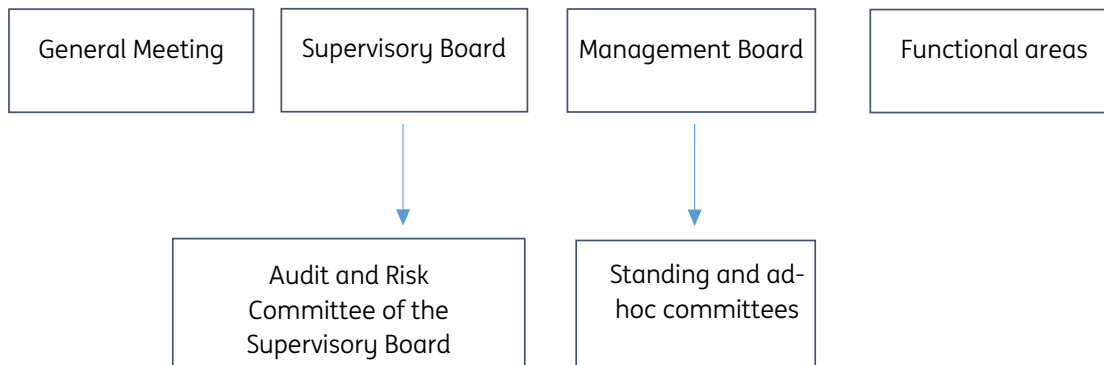 General Meeting
Supervisory Board
Management Board
Functional areas
Audit and Risk
Committee of the
Supervisory Board
Standing and ad-
hoc committees